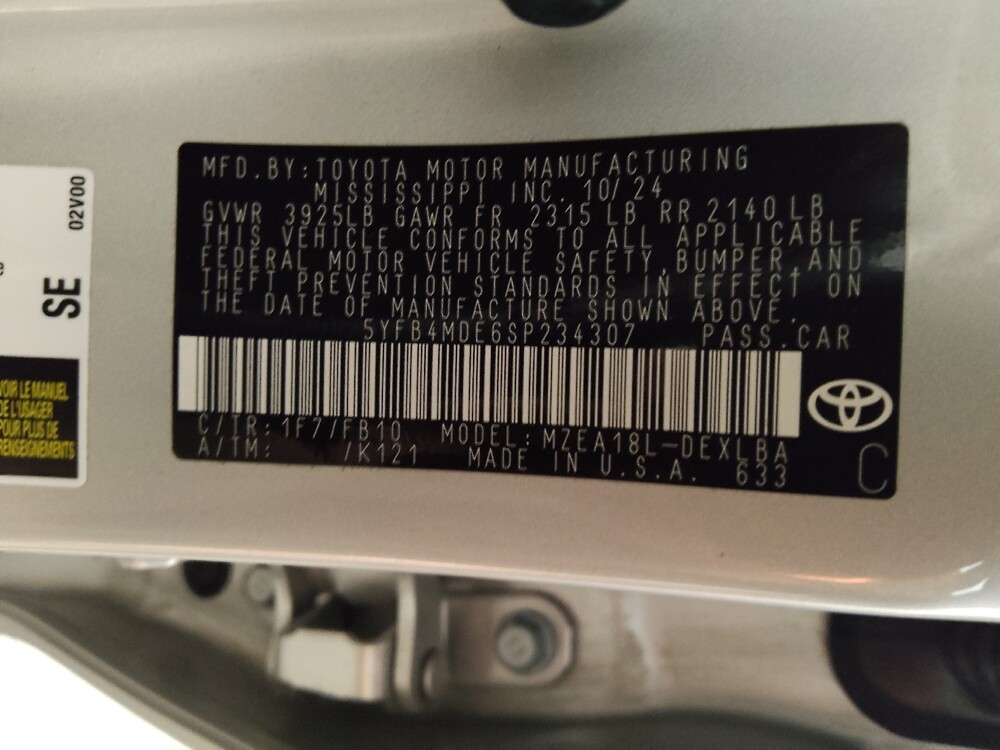 MFD.BY:TOYOTA MOTOR MANUFACTURING
MISSISSIPPI INC. 10/24
GVWR 3925LB GAWR FR 2315 LB RR 2140 LB
THIS VEHICLE CONFORMS TO ALL APPLICABLE
FEDERAL MOTOR VEHICLE SAFETY,BUMPER,AND
THEFT PREVENTION STANDARDS IN EFFECT ON
THE DATE OF MANUFACTURE SHOWN ABOVE.
5YFB4MDE6SP234307 PASS.CAR
C/TR:1F7/FB10 MODEL:MZEA18L-DEXLBA
A/TM: /K121 MADE IN U.S.A. 633
C
02V00
SE
VOIR LE MANUEL
DE L'USAGER
POUR PLUS DE
RENSEIGNEMENTS